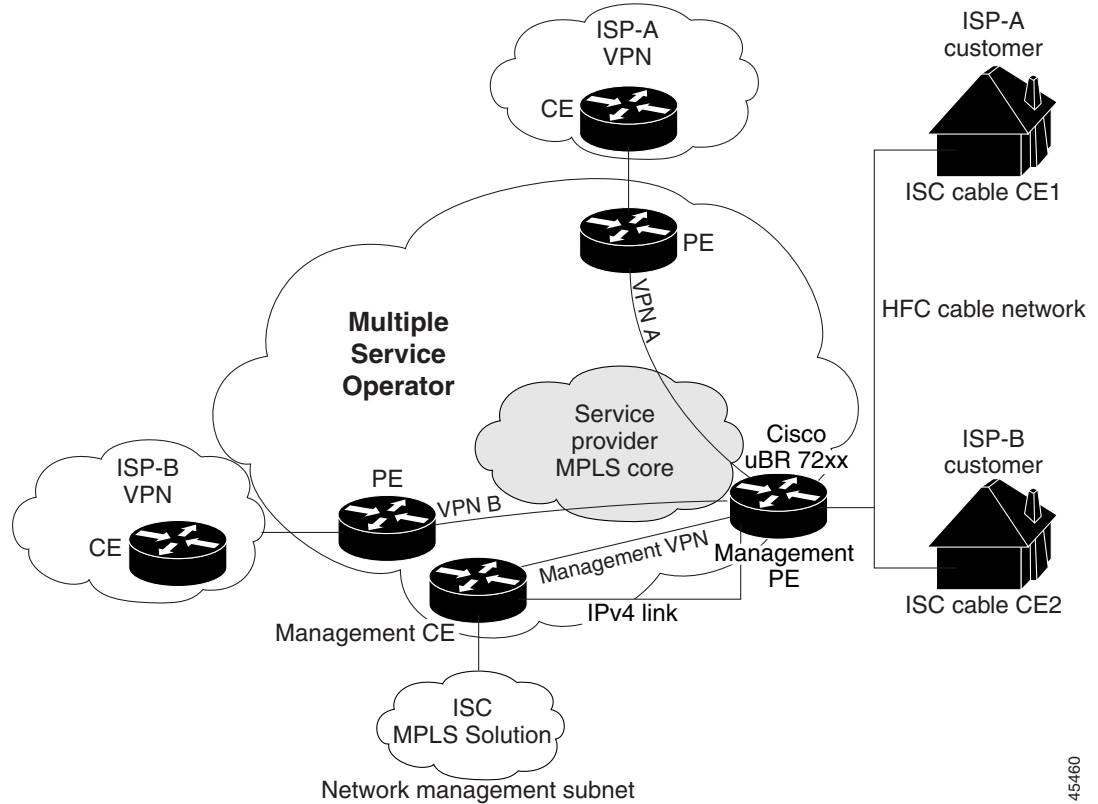 ISP-A
VPN
CE
ISP-A
customer
ISC cable CE1
PE
VPN A
HFC cable network
Multiple
Service
Operator
Service
provider
MPLS core
Cisco
uBR 72xx
ISP-B
customer
ISP-B
VPN
CE
PE
VPN B
Management VPN
Management
PE
ISC cable CE2
IPv4 link
Management CE
ISC
MPLS Solution
Network management subnet
45460